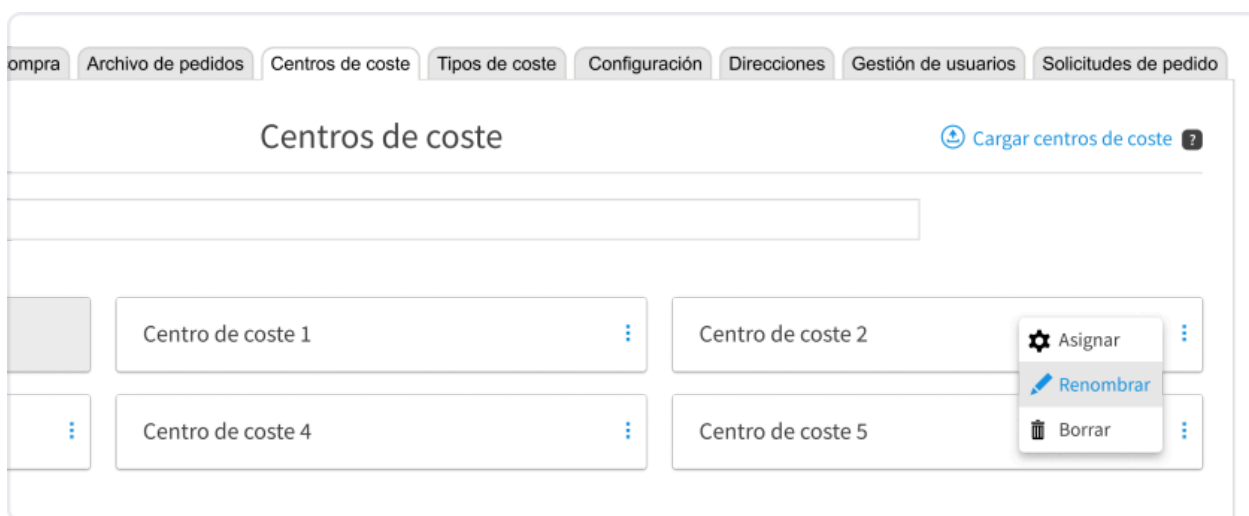 ompra Archivo de pedidos Centros de coste Tipos de coste Configuración Direcciones Gestión de usuarios Solicitudes de pedido
Centros de coste Cargar centros de coste ?
Centro de coste 1 Centro de coste 2
Asignar
Renombrar
Centro de coste 4 Centro de coste 5 Borrar